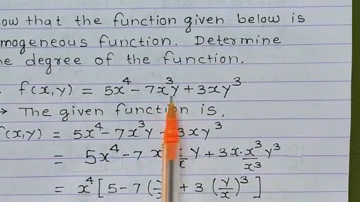 ow that the function given below is
mogeneous function. Determine
he degree of the function.
f(x,y) = 5x⁴ - 7x³y + 3xy³
→ The given function is,
f(x,y) = 5x⁴ - 7x³y 3xy³
= 5x⁴ - 7 y + 3x·x³/x³ y³
= x⁴[5 - 7( ) + 3(y/x)³]